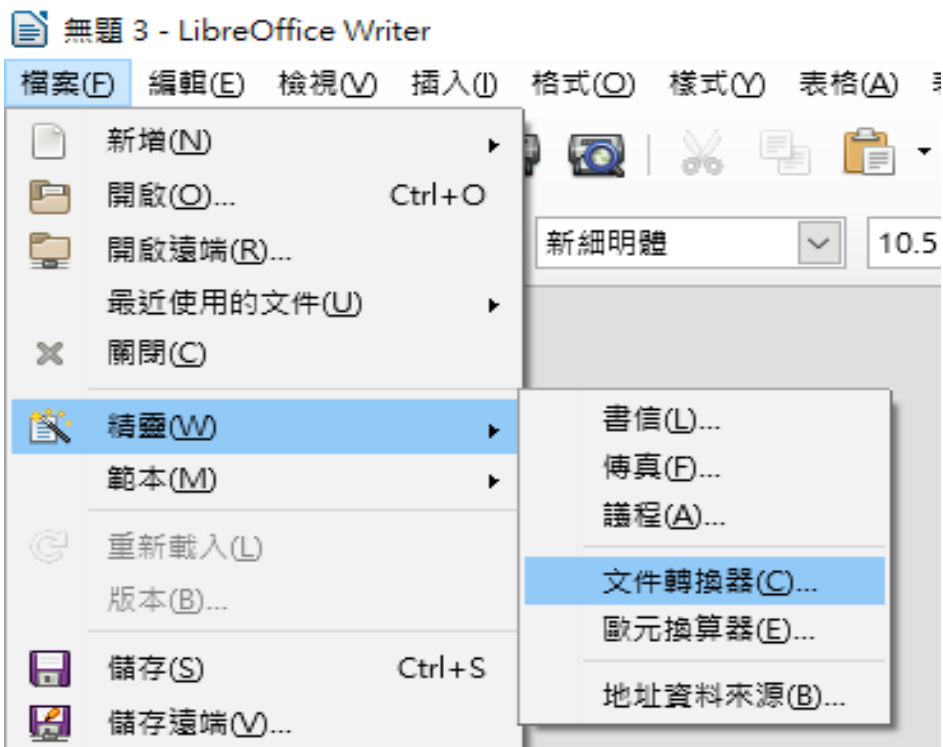 無題 3 - LibreOffice Writer
檔案(F) 編輯(E) 檢視(V) 插入(I) 格式(O) 樣式(Y) 表格(A)
新增(N)
開啟(O)... Ctrl+O
新細明體 10.5
開啟遠端(R)...
最近使用的文件(U)
關閉(C)
精靈(W)
書信(L)...
傳真(F)...
範本(M)
議程(A)...
重新載入(L)
文件轉換器(C)...
版本(B)...
歐元換算器(E)...
儲存(S) Ctrl+S
地址資料來源(B)...
儲存遠端(V)...